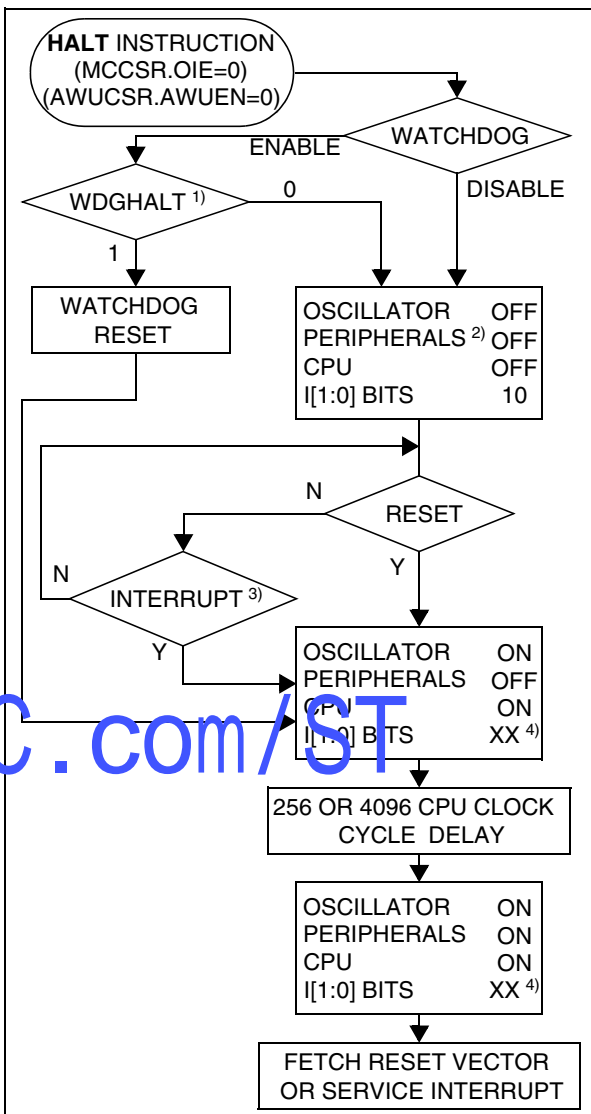 HALT INSTRUCTION
(MCCSR.OIE=0)
(AWUCSR.AWUEN=0)
WATCHDOG
ENABLE
DISABLE
WDGHALT 1)
0
1
WATCHDOG
RESET
OSCILLATOR OFF
PERIPHERALS 2) OFF
CPU OFF
I[1:0] BITS 10
N
RESET
Y
N
INTERRUPT 3)
Y
OSCILLATOR ON
PERIPHERALS OFF
CPU ON
I[1:0] BITS XX 4)
C.com/ST
256 OR 4096 CPU CLOCK
CYCLE DELAY
OSCILLATOR ON
PERIPHERALS ON
CPU ON
I[1:0] BITS XX 4)
FETCH RESET VECTOR
OR SERVICE INTERRUPT